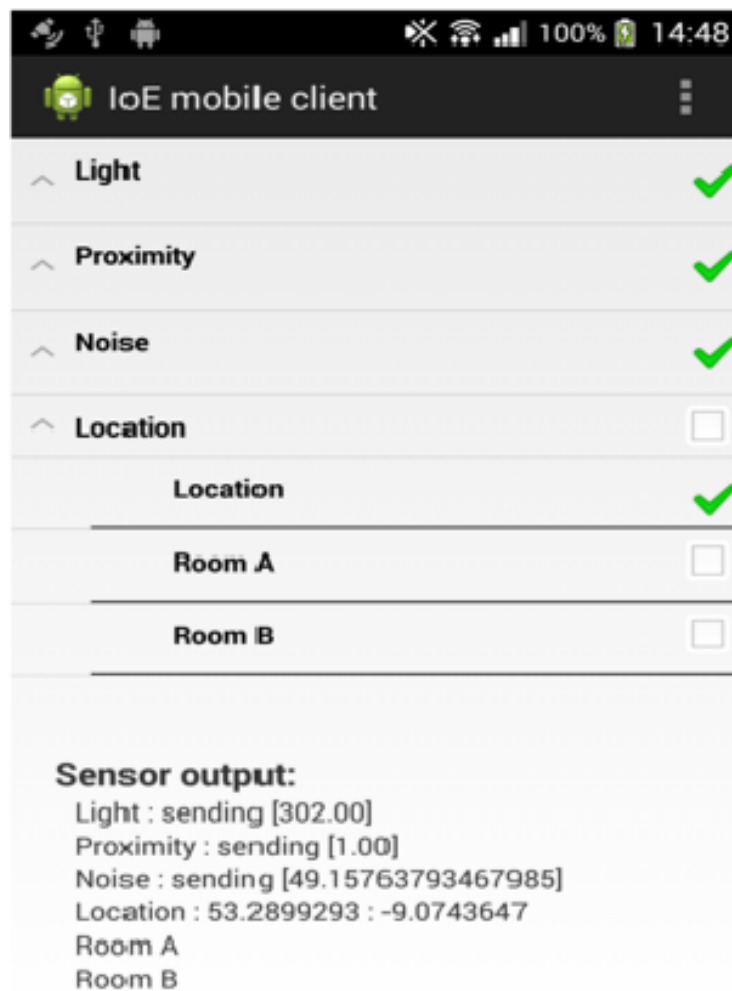 100% 14:48
IoE mobile client
Light
Proximity
Noise
Location
Location
Room A
Room B
Sensor output:
Light : sending [302.00]
Proximity : sending [1.00]
Noise : sending [49.15763793467985]
Location : 53.2899293 : -9.0743647
Room A
Room B